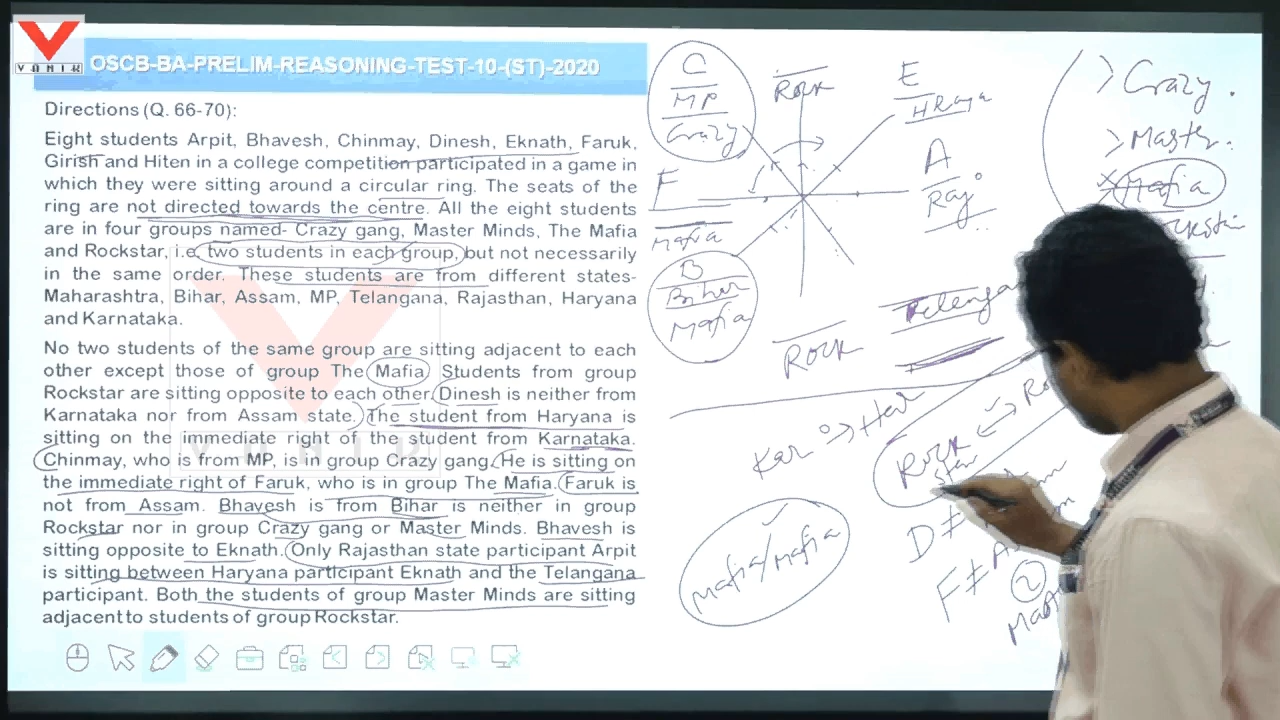 VANIK
OSCB-BA-PRELIM-REASONING-TEST-10-(ST)-2020
Directions (Q. 66-70):
Eight students Arpit, Bhavesh, Chinmay, Dinesh, Eknath, Faruk,
Girish and Hiten in a college competition participated in a game in
which they were sitting around a circular ring. The seats of the
ring are not directed towards the centre. All the eight students
are in four groups named- Crazy gang, Master Minds, The Mafia
and Rockstar, i.e. two students in each group, but not necessarily
in the same order. These students are from different states-
Maharashtra, Bihar, Assam, MP, Telangana, Rajasthan, Haryana
and Karnataka.
No two students of the same group are sitting adjacent to each
other except those of group The Mafia Students from group
Rockstar are sitting opposite to each other. Dinesh is neither from
Karnataka nor from Assam state. The student from Haryana is
sitting on the immediate right of the student from Karnataka.
Chinmay, who is from MP, is in group Crazy gang. He is sitting on
the immediate right of Faruk, who is in group The Mafia. Faruk is
not from Assam. Bhavesh is from Bihar is neither in group
Rockstar nor in group Crazy gang or Master Minds. Bhavesh is
sitting opposite to Eknath. Only Rajasthan state participant Arpit
is sitting between Haryana participant Eknath and the Telangana
participant. Both the students of group Master Minds are sitting
adjacent to students of group Rockstar.
VANIK
C
MP
Crazy
Rock
E
A
Raj
F
Mafia
B
Bihar
Mafia
Rock
Crazy.
Master.
Mafia
Kar
Rock
Mafia/Mafia
D ≠
F ≠
2